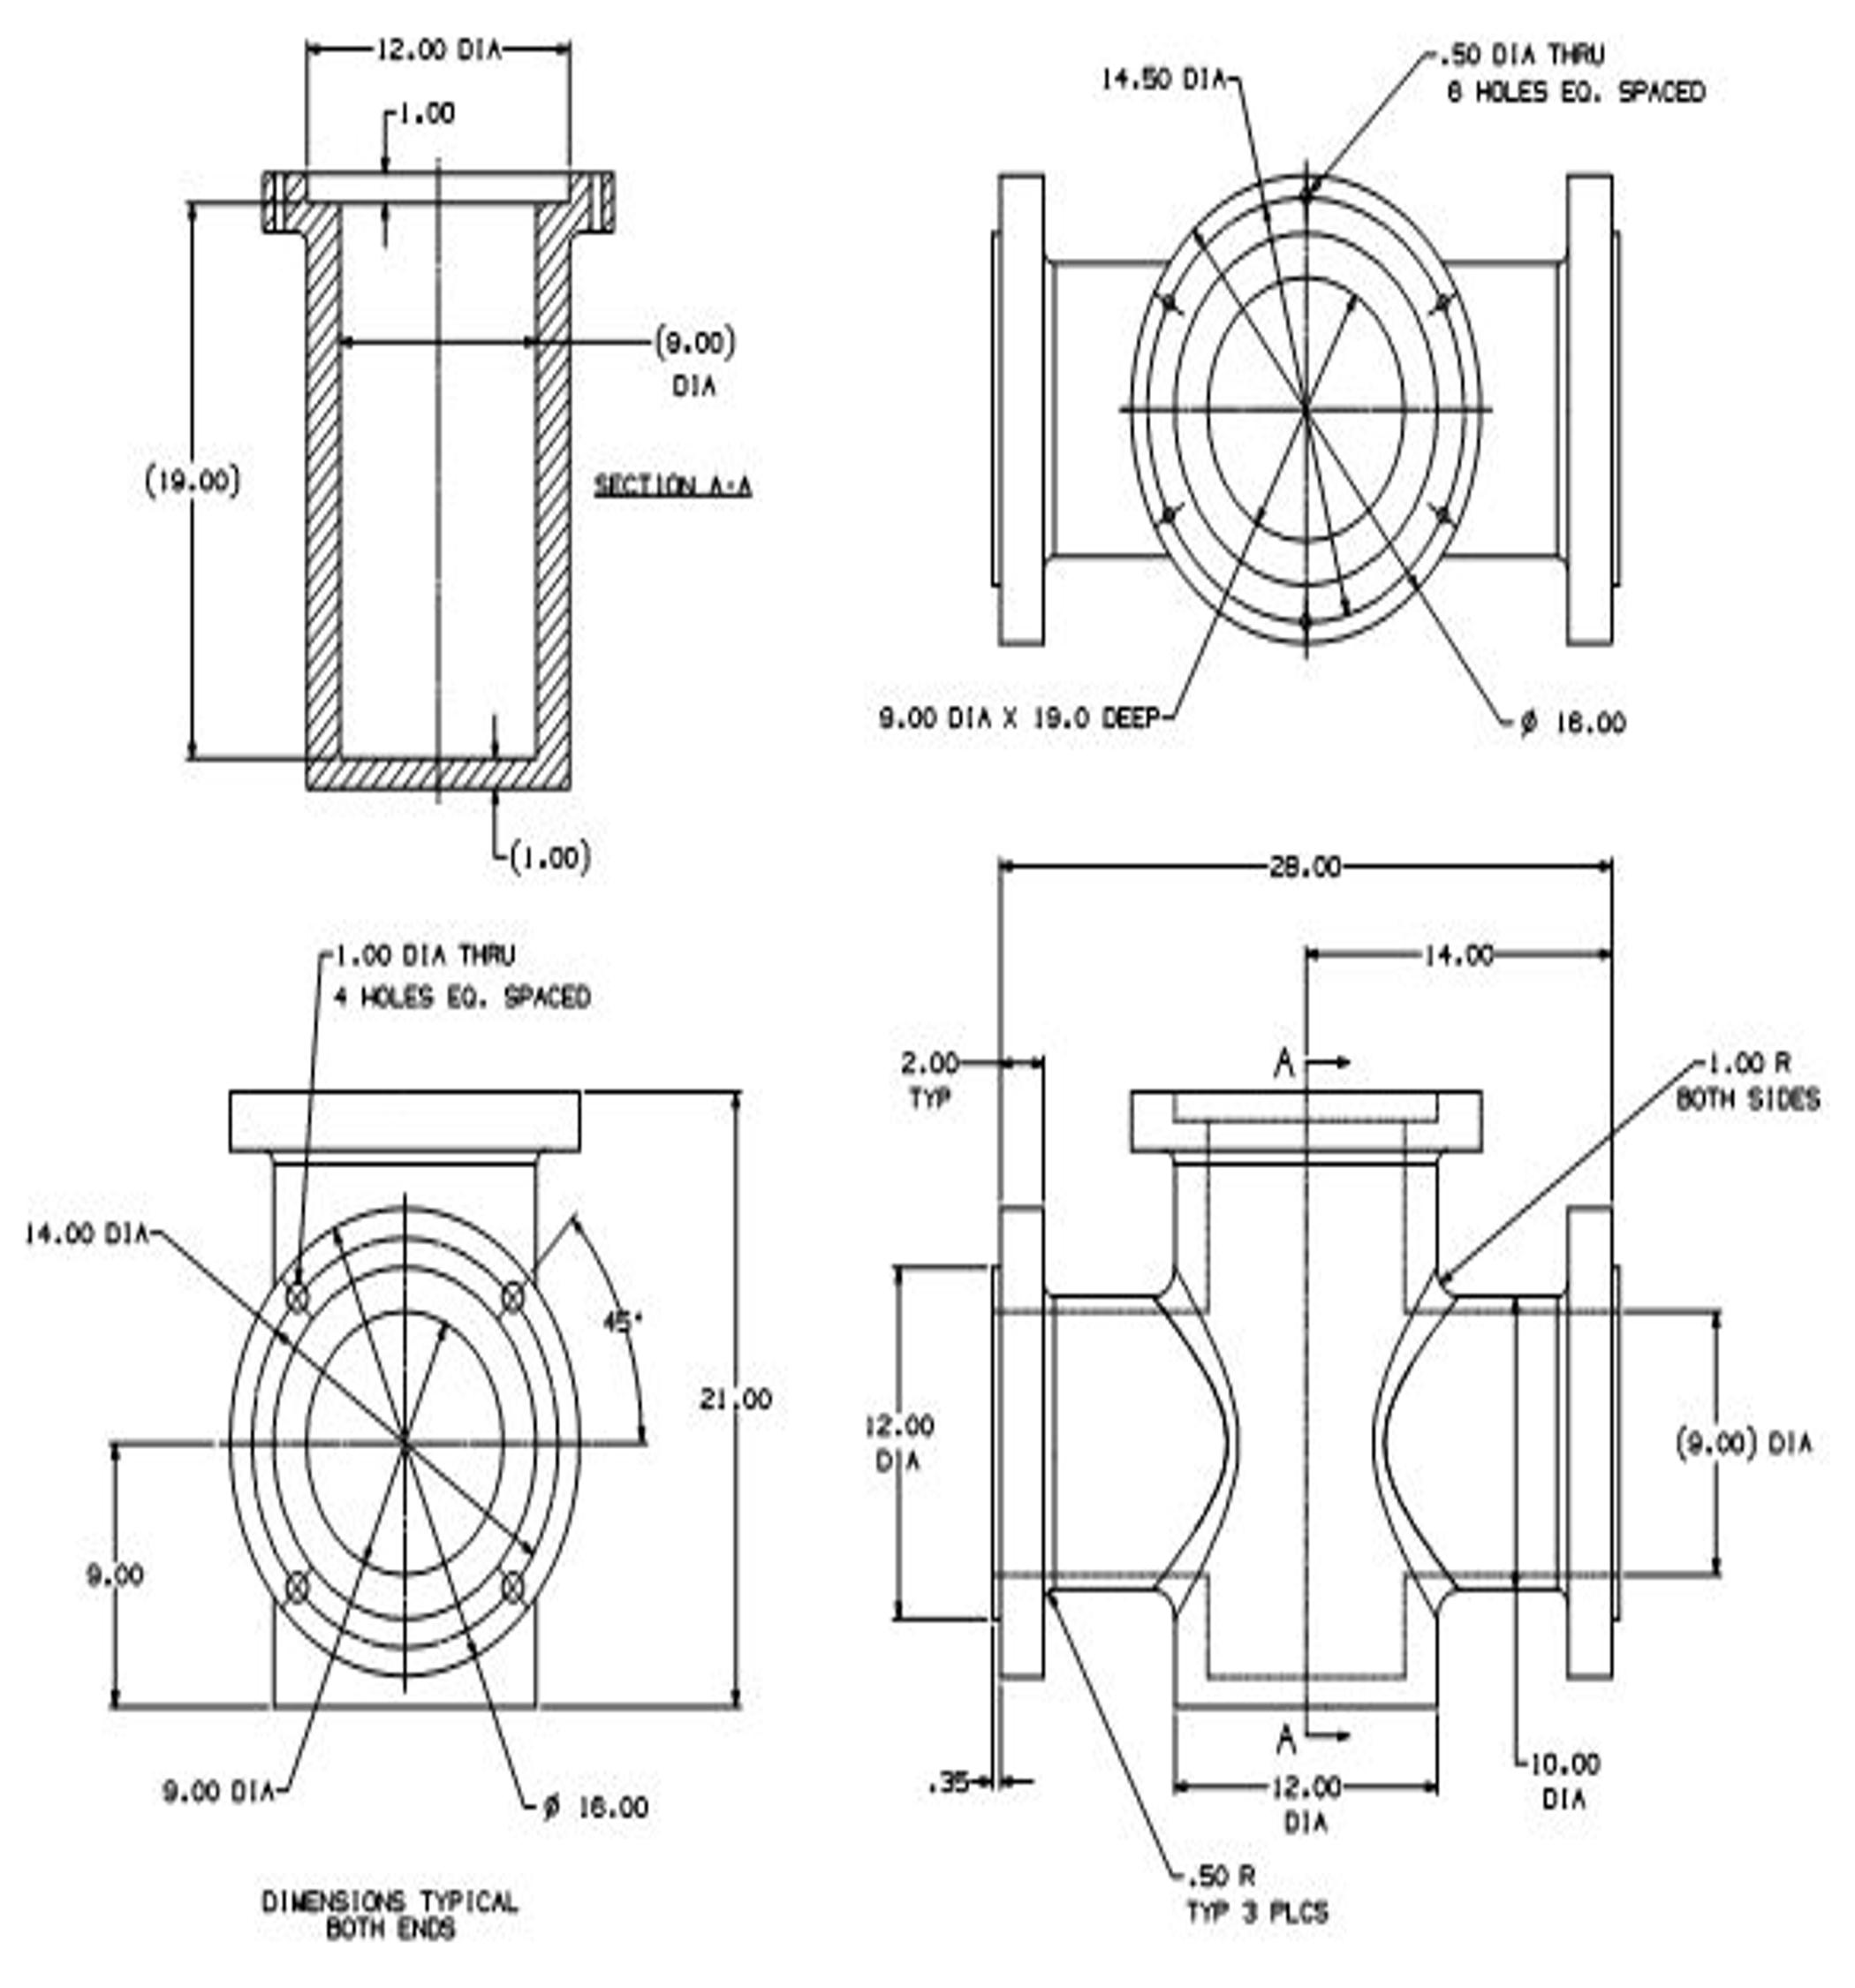 12.00 DIA
1.00
(9.00)
DIA
(19.00)
SECTION A-A
(1.00)
.50 DIA THRU
6 HOLES EQ. SPACED
14.50 DIA
9.00 DIA X 19.0 DEEP
Ø 16.00
1.00 DIA THRU
4 HOLES EQ. SPACED
14.00 DIA
45°
21.00
9.00
9.00 DIA
Ø 16.00
DIMENSIONS TYPICAL
BOTH ENDS
28.00
14.00
2.00
TYP
A
1.00 R
BOTH SIDES
12.00
DIA
(9.00) DIA
A
.35
12.00
DIA
10.00
DIA
.50 R
TYP 3 PLCS